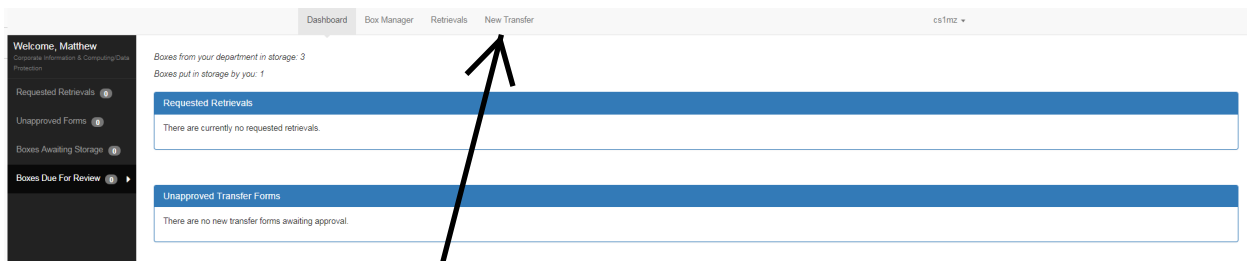 Dashboard Box Manager Retrievals New Transfer cs1mz
Welcome, Matthew
Corporate Information & Computing/Data
Protection
Requested Retrievals 0
Unapproved Forms 0
Boxes Awaiting Storage 0
Boxes Due For Review 0
Boxes from your department in storage: 3
Boxes put in storage by you: 1
Requested Retrievals
There are currently no requested retrievals.
Unapproved Transfer Forms
There are no new transfer forms awaiting approval.